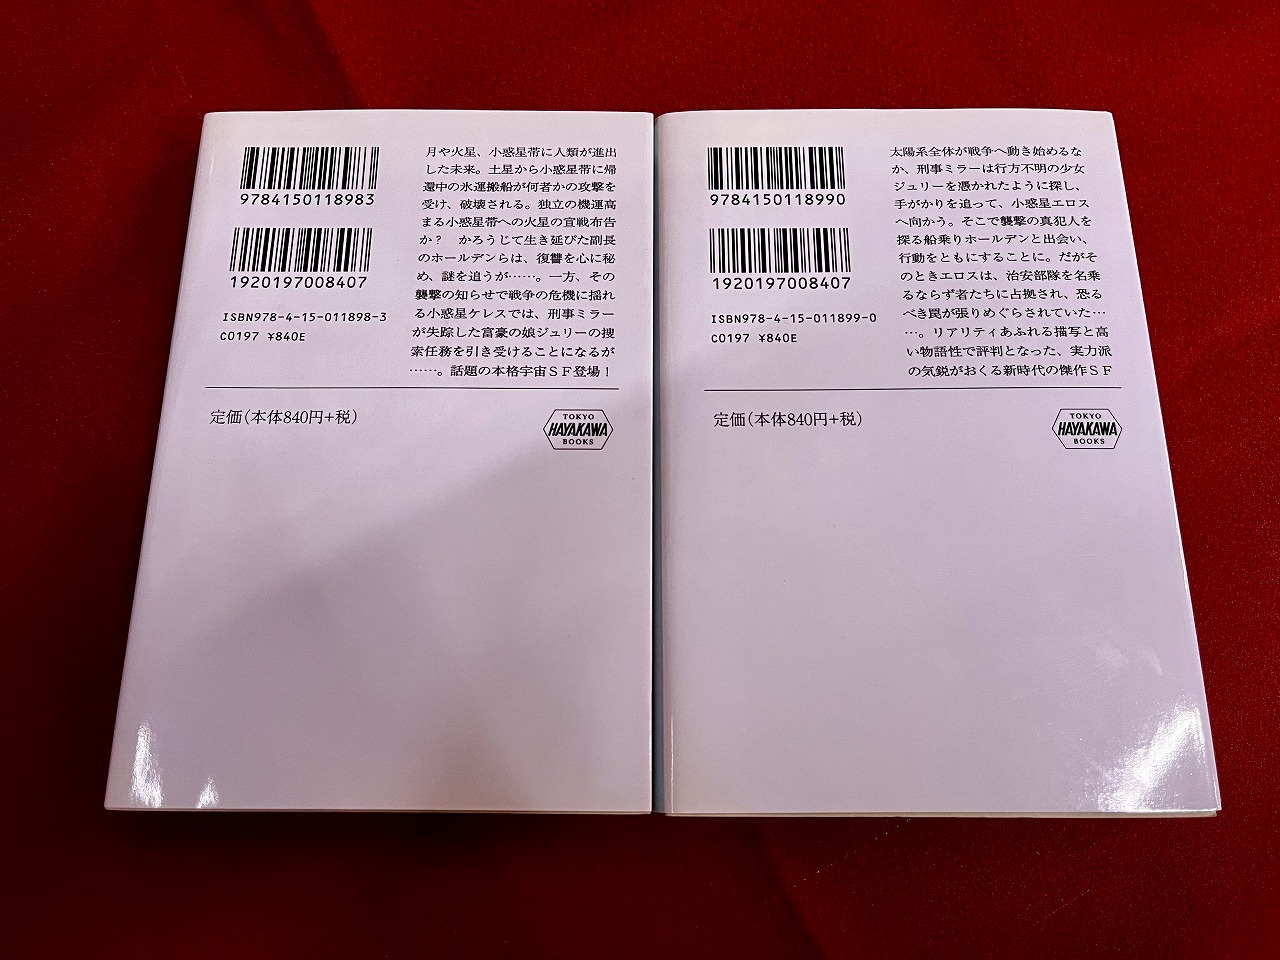 9784150118983
1920197008407
ISBN978-4-15-011898-3
C0197 ¥840E
月や火星、小惑星帯に人類が進出
した未来。土星から小惑星帯に帰
還中の氷運搬船が何者かの攻撃を
受け、破壊される。独立の機運高
まる小惑星帯への火星の宣戦布告
か？　かろうじて生き延びた副長
のホールデンらは、復讐を心に秘
め、謎を追うが……。一方、その
襲撃の知らせで戦争の危機に揺れ
る小惑星ケレスでは、刑事ミラー
が失踪した富豪の娘ジュリーの捜
索任務を引き受けることになるが
……。話題の本格宇宙ＳＦ登場！
定価（本体840円+税）
TOKYO
HAYAKAWA
BOOKS
9784150118990
1920197008407
ISBN978-4-15-011899-0
C0197 ¥840E
太陽系全体が戦争へ動き始めるな
か、刑事ミラーは行方不明の少女
ジュリーを憑かれたように探し、
手がかりを追って、小惑星エロス
へ向かう。そこで襲撃の真犯人を
探る船乗りホールデンと出会い、
行動をともにすることに。だがそ
のときエロスは、治安部隊を名乗
るならず者たちに占拠され、恐る
べき罠が張りめぐらされていた…
…。リアリティあふれる描写と高
い物語性で評判となった、実力派
の気鋭がおくる新時代の傑作ＳＦ
定価（本体840円+税）
TOKYO
HAYAKAWA
BOOKS